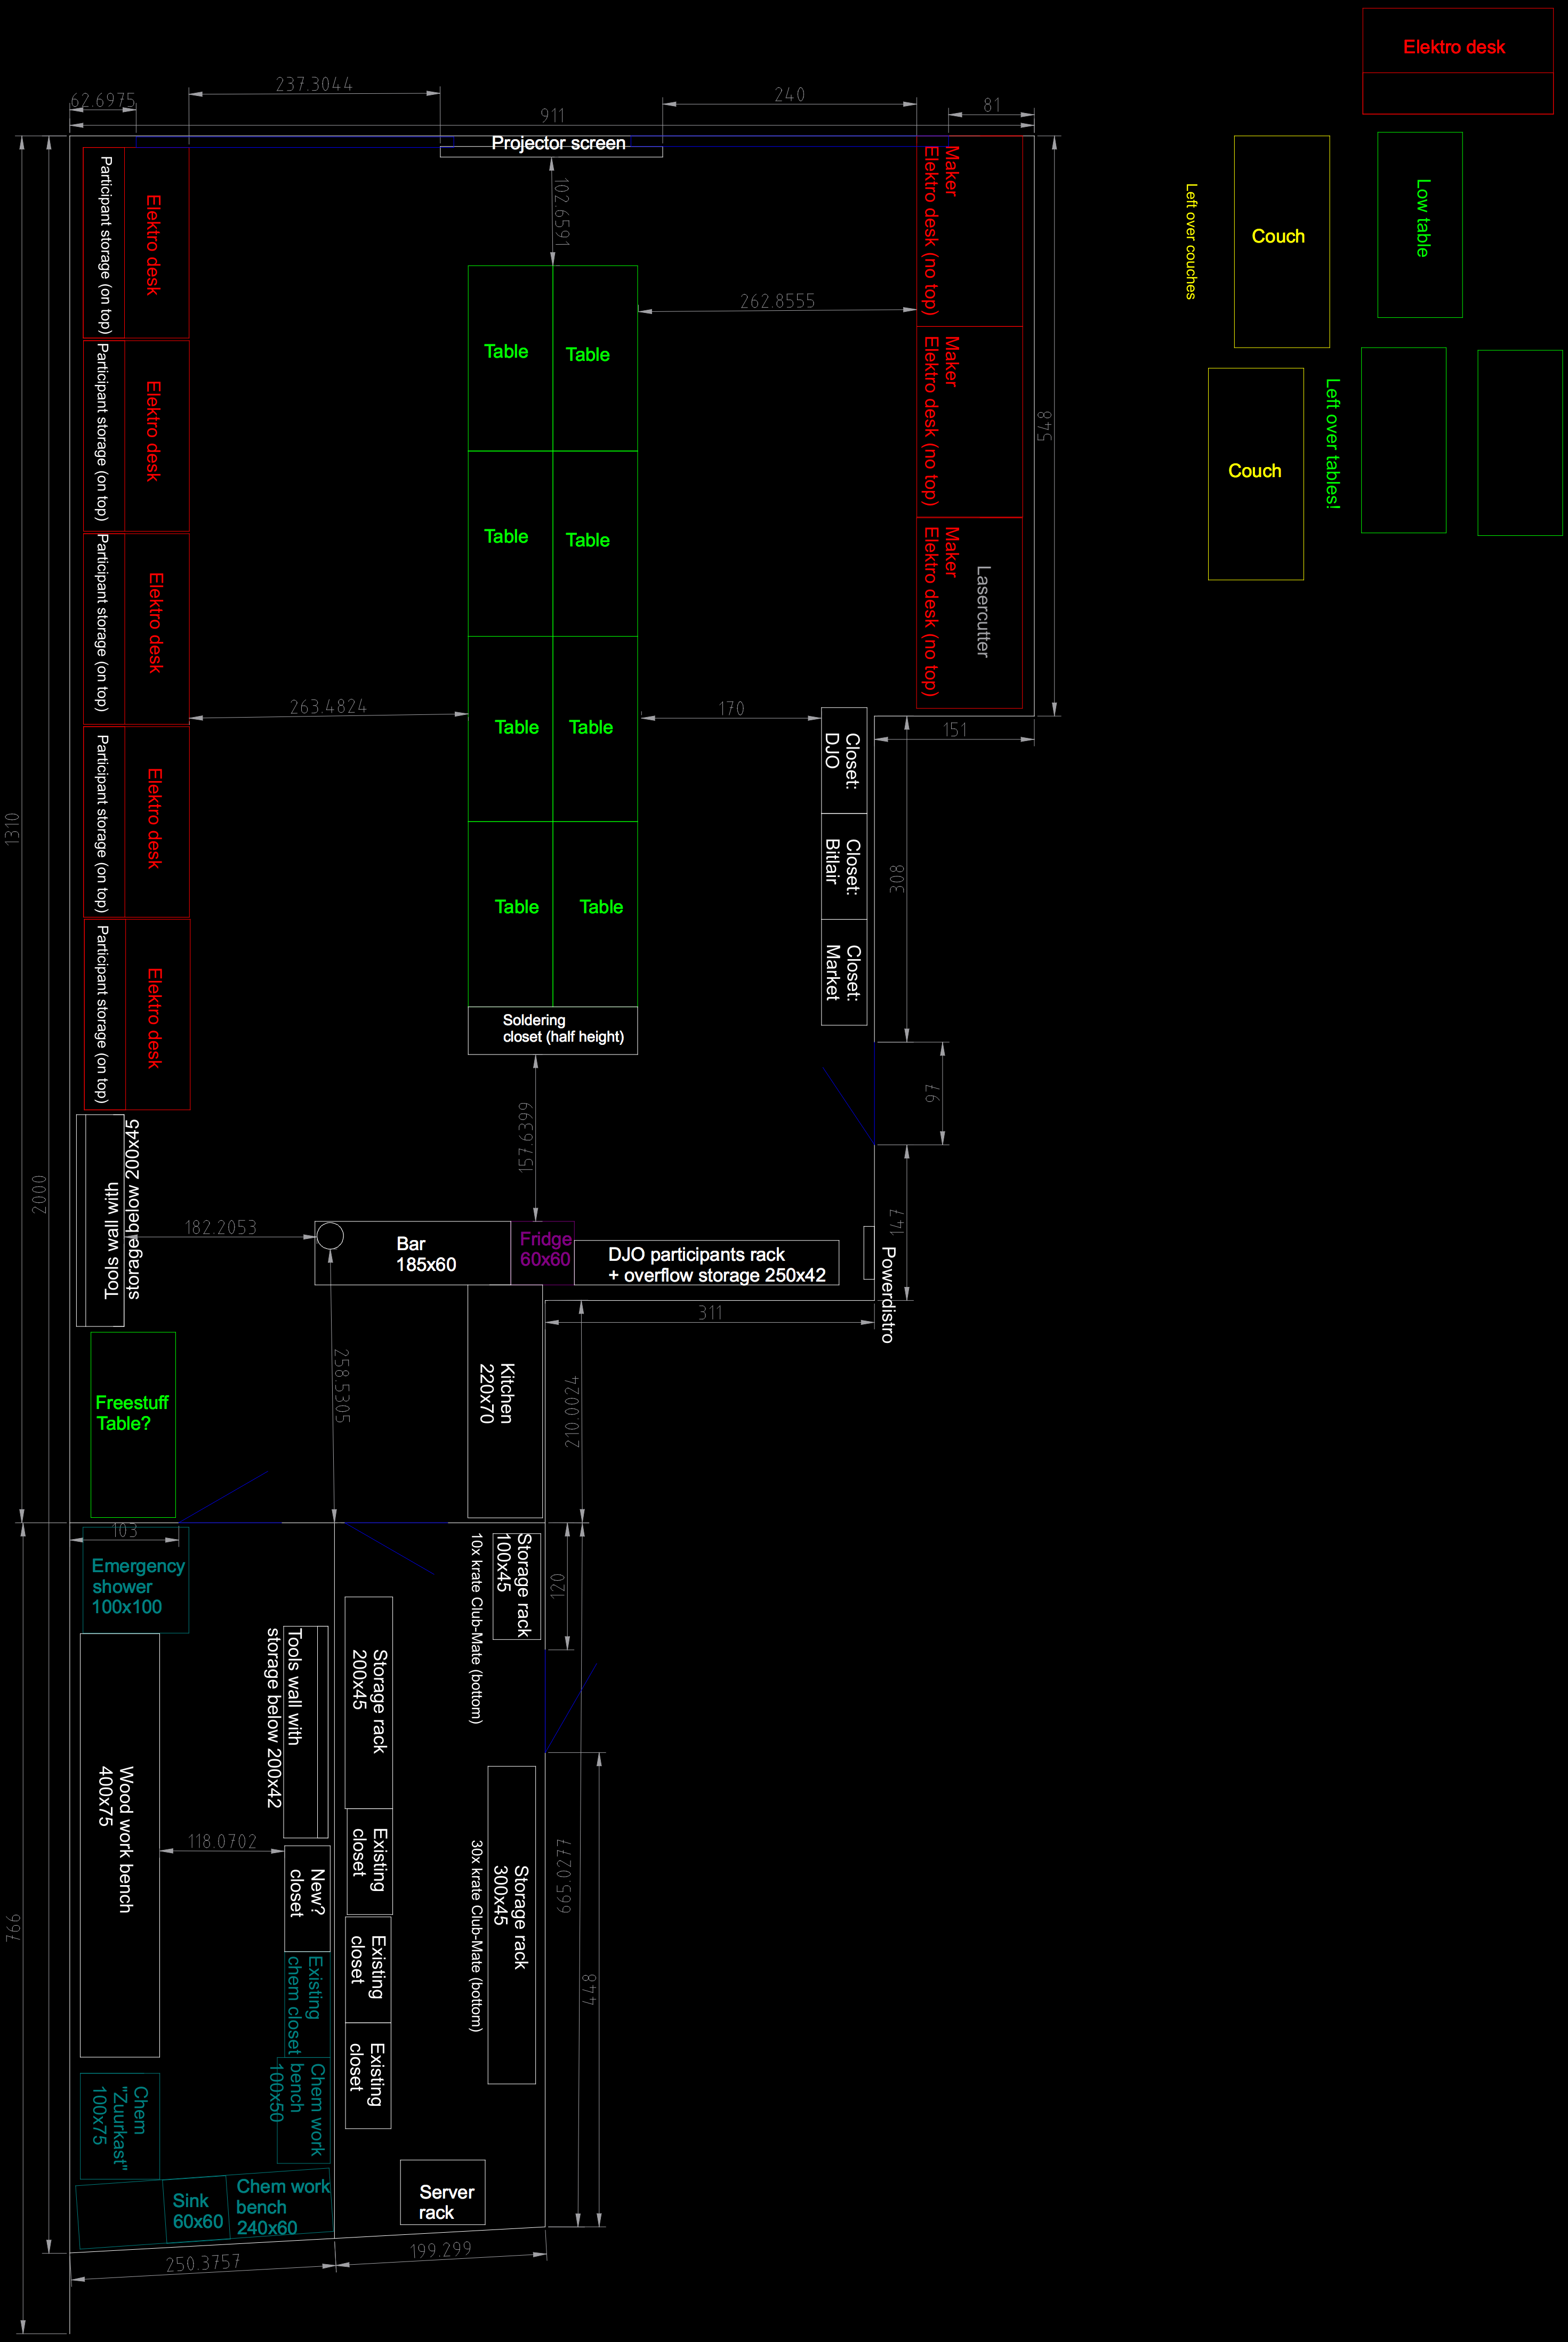 Elektro desk
237.3044
62.6975
240
81
911
Projector screen
102.6591
Participant storage (on top)
Elektro desk
Maker
Elektro desk (no top)
Left over couches
Couch
Low table
262.8555
Table
Table
Participant storage (on top)
Elektro desk
Maker
Elektro desk (no top)
548
Couch
Left over tables!
Table
Table
Participant storage (on top)
Elektro desk
Maker
Elektro desk (no top)
Lasercutter
263.4824
170
151
Table
Table
Closet:
DJO
Participant storage (on top)
Elektro desk
1310
Closet:
Bitlair
308
Table
Table
Closet:
Market
Participant storage (on top)
Elektro desk
Soldering
closet (half height)
97
157.6399
Tools wall with
storage below 200x45
2000
182.2053
Bar
185x60
Fridge
60x60
DJO participants rack
+ overflow storage 250x42
147
Powerdistro
311
258.5305
Kitchen
220x70
210.0074
Freestuff
Table?
103
Emergency
shower
100x100
Storage rack
100x45
10x krate Club-Mate (bottom)
120
Tools wall with
storage below 200x42
Storage rack
200x45
Wood work bench
400x75
118.0702
Existing
closet
New?
closet
Storage rack
300x45
30x krate Club-Mate (bottom)
665.0277
766
448
Existing
closet
Existing
chem closet
Existing
closet
Chem work
bench
100x50
Chem
"Zuurkast"
100x75
Sink
60x60
Chem work
bench
240x60
Server
rack
250.3757
199.299